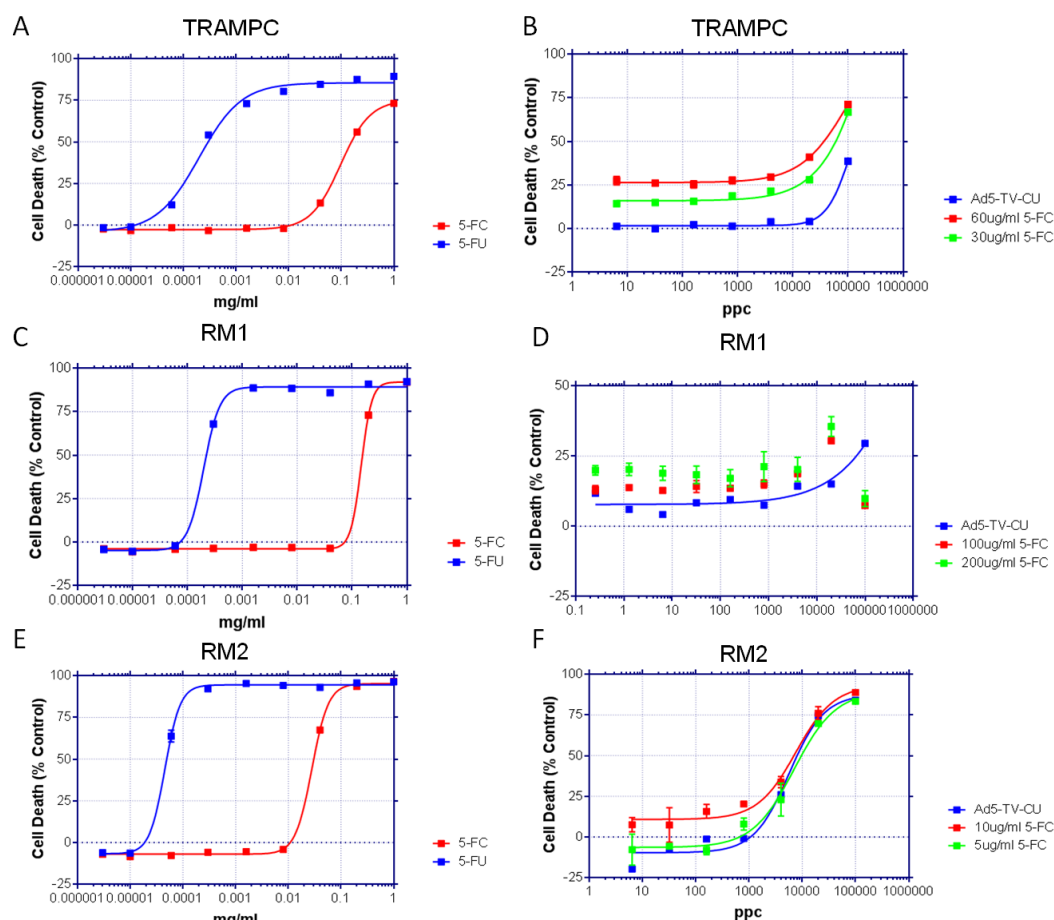 A
TRAMPC
Cell Death (% Control)
100
75
50
25
0
-25
0.000001 0.00001 0.0001 0.001 0.01 0.1 1
mg/ml
5-FC
5-FU
B
TRAMPC
Cell Death (% Control)
100
75
50
25
0
-25
1 10 100 1000 10000 100000 1000000
ppc
Ad5-TV-CU
60ug/ml 5-FC
30ug/ml 5-FC
C
RM1
Cell Death (% Control)
100
75
50
25
0
-25
0.000001 0.00001 0.0001 0.001 0.01 0.1 1
mg/ml
5-FC
5-FU
D
RM1
Cell Death (% Control)
50
25
0
-25
0.1 1 10 100 1000 10000 100000 1000000
Ad5-TV-CU
100ug/ml 5-FC
200ug/ml 5-FC
E
RM2
Cell Death (% Control)
100
75
50
25
0
-25
0.000001 0.00001 0.0001 0.001 0.01 0.1 1
mg/ml
5-FC
5-FU
F
RM2
Cell Death (% Control)
100
75
50
25
0
-25
1 10 100 1000 10000 100000 1000000
ppc
Ad5-TV-CU
10ug/ml 5-FC
5ug/ml 5-FC